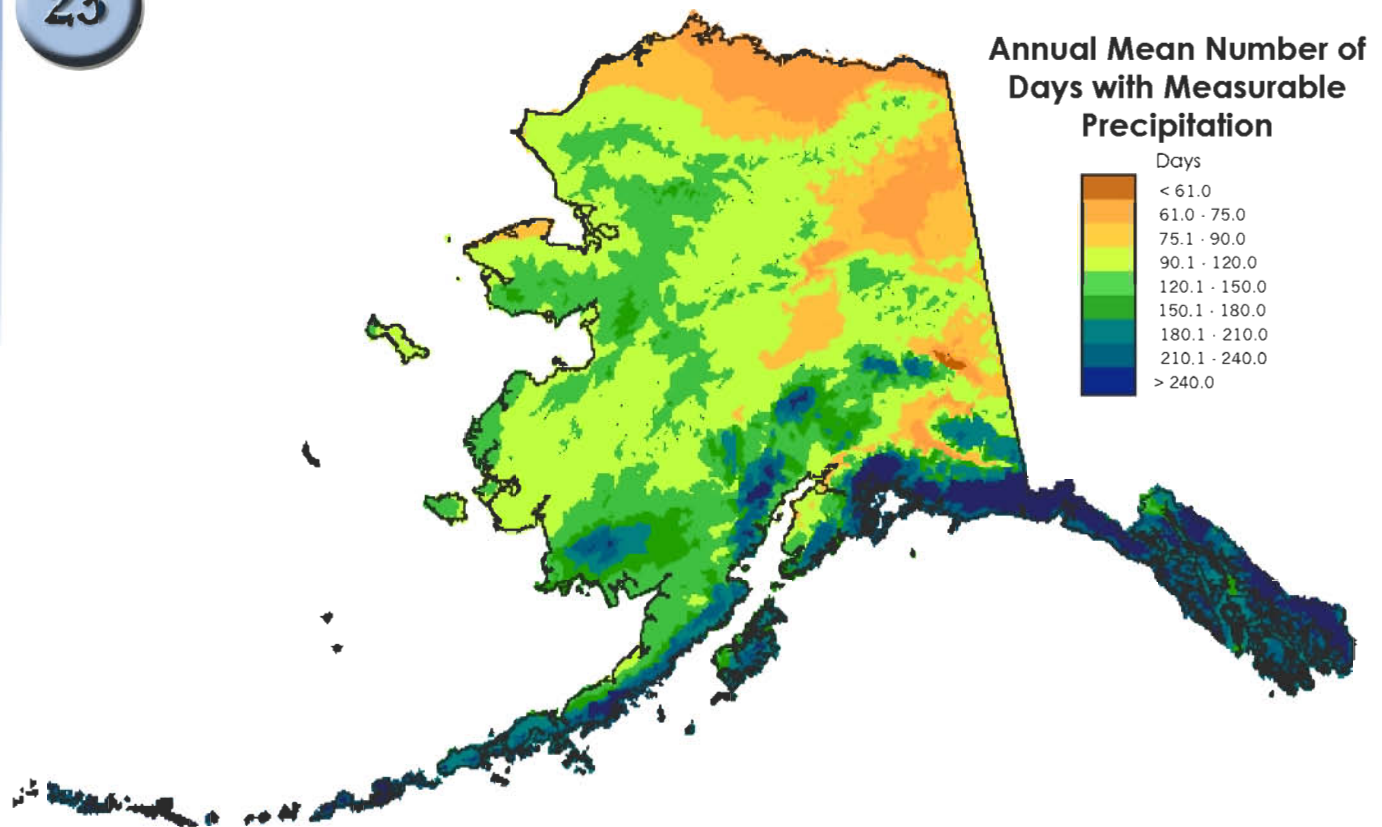 23
Annual Mean Number of
Days with Measurable
Precipitation
Days
< 61.0
61.0 - 75.0
75.1 - 90.0
90.1 - 120.0
120.1 - 150.0
150.1 - 180.0
180.1 - 210.0
210.1 - 240.0
> 240.0